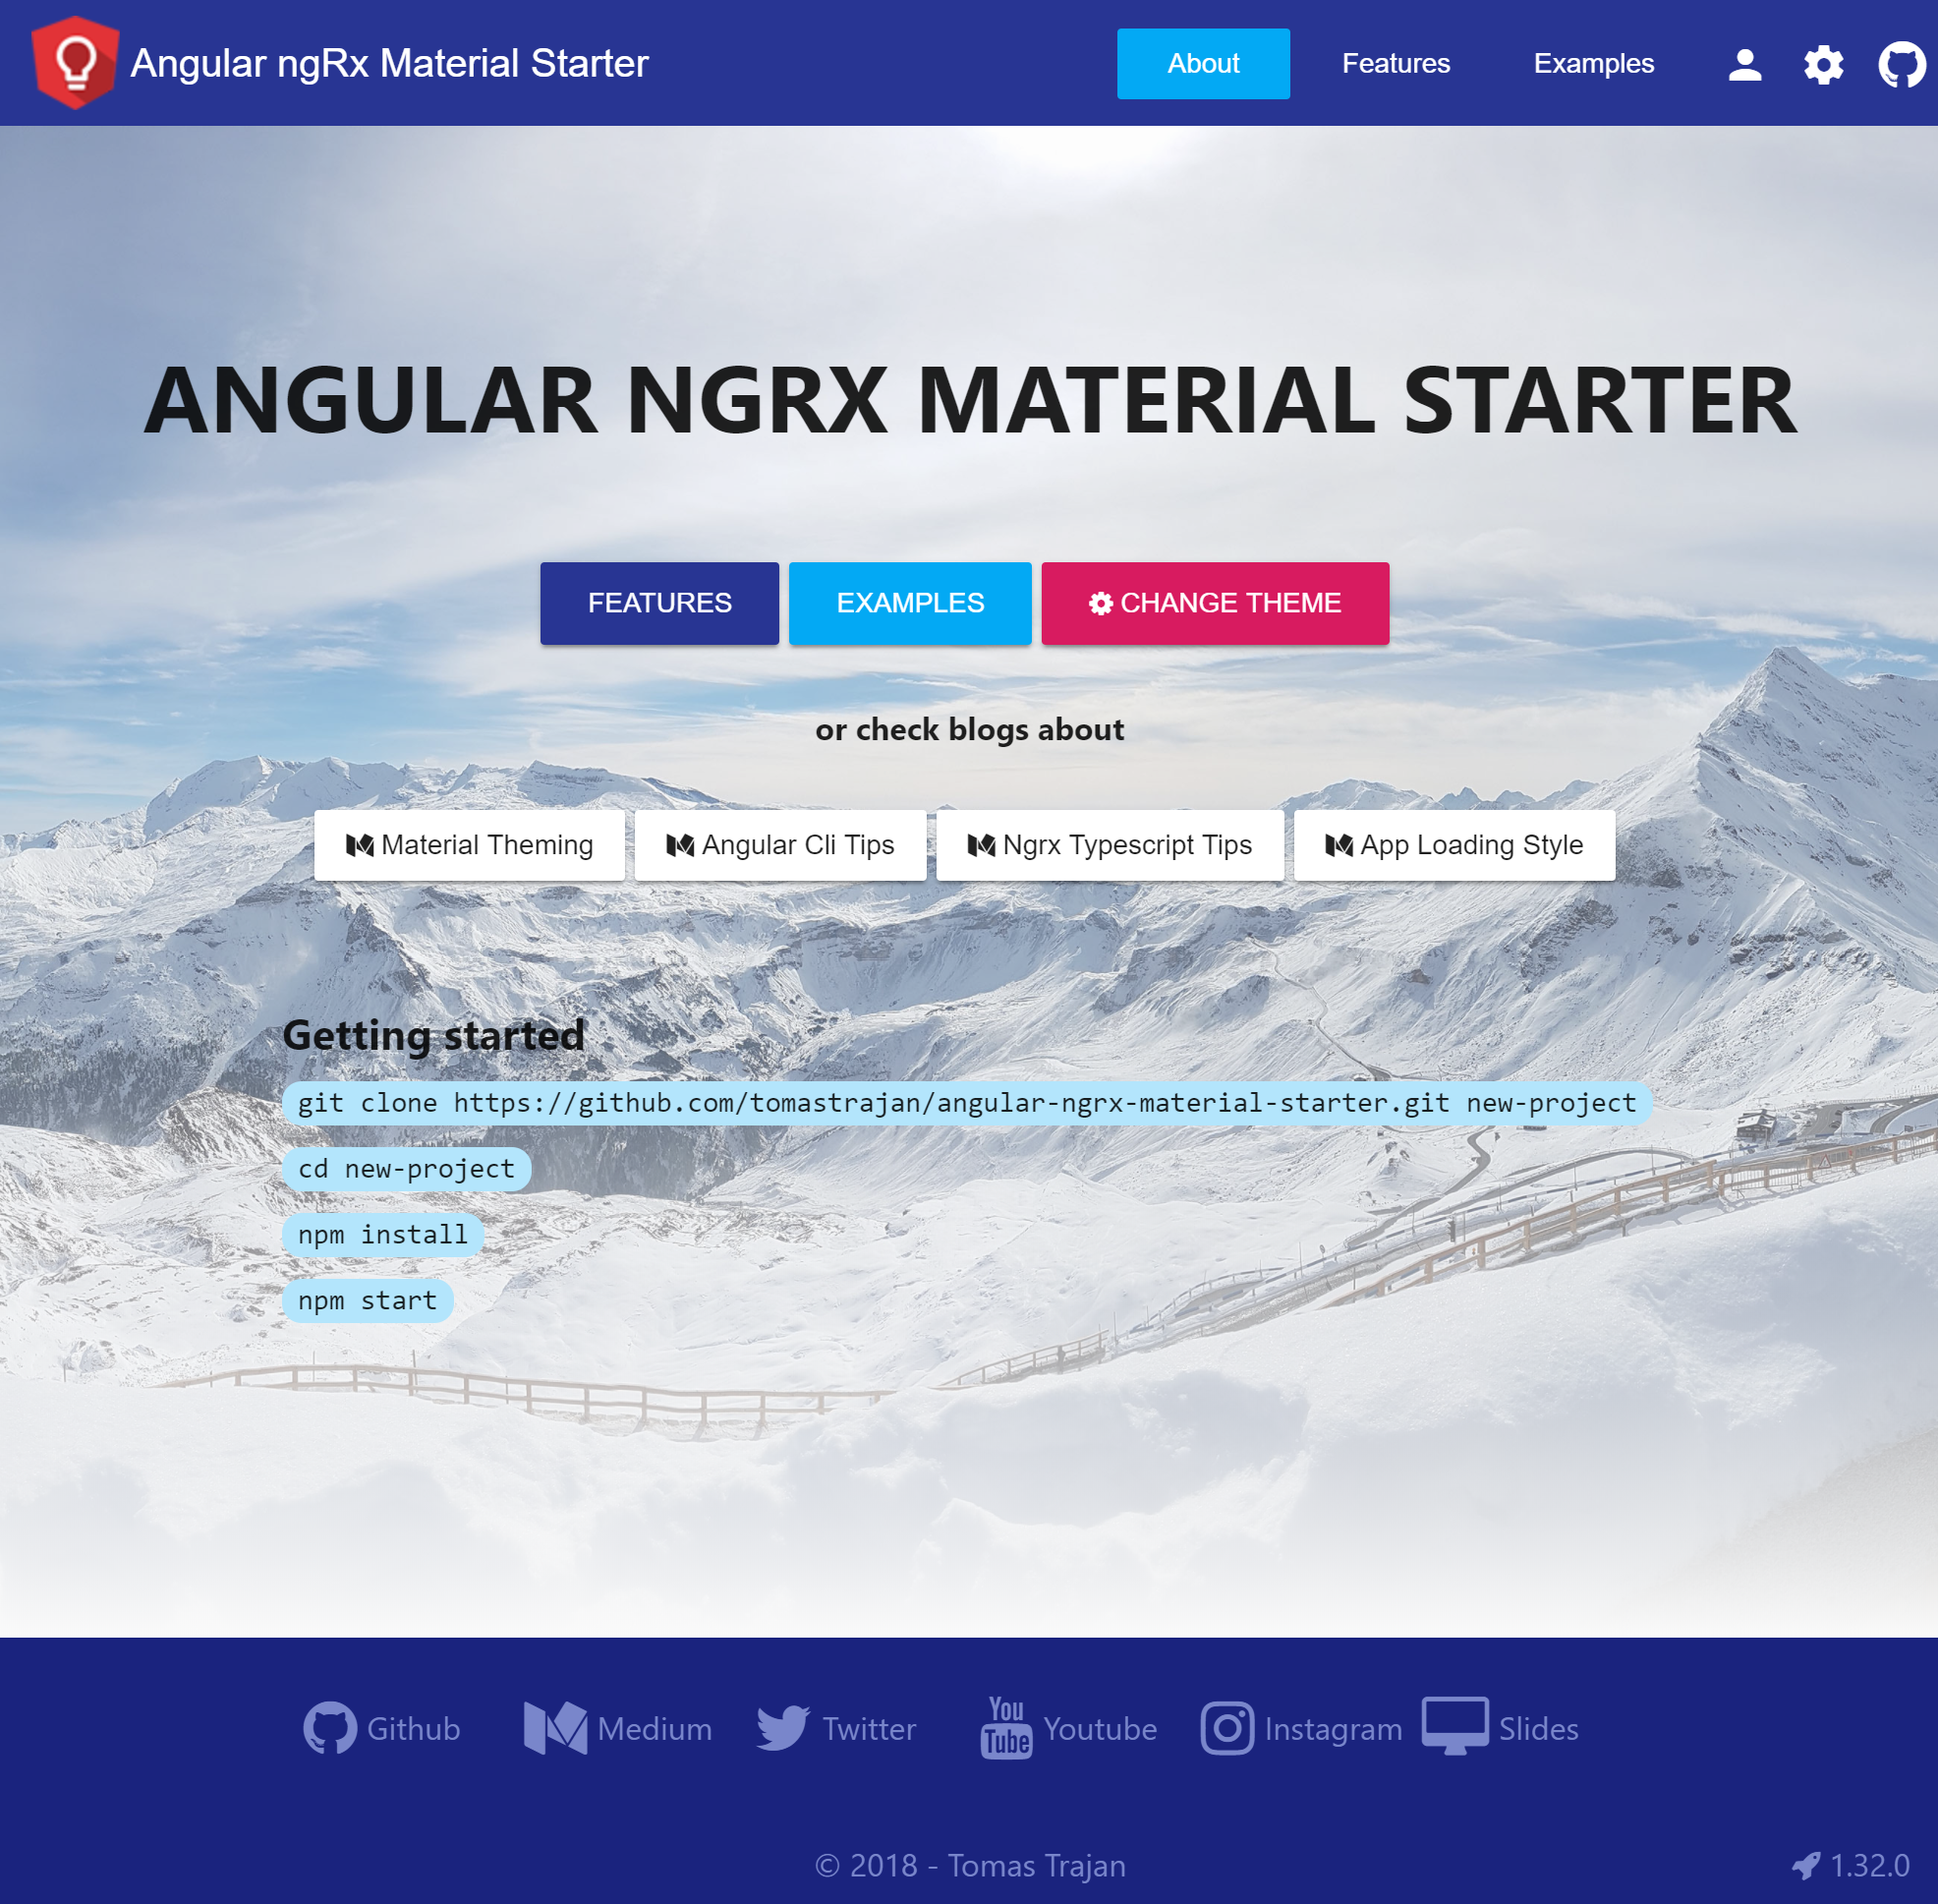 Angular ngRx Material Starter About Features Examples
ANGULAR NGRX MATERIAL STARTER
FEATURES EXAMPLES CHANGE THEME
or check blogs about
Material Theming Angular Cli Tips Ngrx Typescript Tips App Loading Style
Getting started
git clone https://github.com/tomastrajan/angular-ngrx-material-starter.git new-project
cd new-project
npm install
npm start
Github Medium Twitter You Tube Youtube Instagram Slides
© 2018 - Tomas Trajan 1.32.0